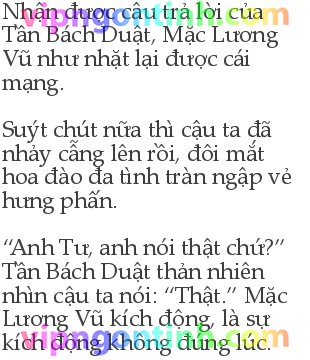 Nhận được câu trả lời của
Tần Bách Duật, Mặc Lương
Vũ như nhặt lại được cái
mạng.
Suýt chút nữa thì cậu ta đã
nhảy cẫng lên rồi, đôi mắt
hoa đào đa tình tràn ngập vẻ
hưng phấn.
“Anh Tư, anh nói thật chứ?”
Tần Bách Duật thản nhiên
nhìn cậu ta nói: “Thật.” Mặc
Lương Vũ kích động, là sự
kích động không đúng lúc.
vipngontinh.com
vipngontinh.com